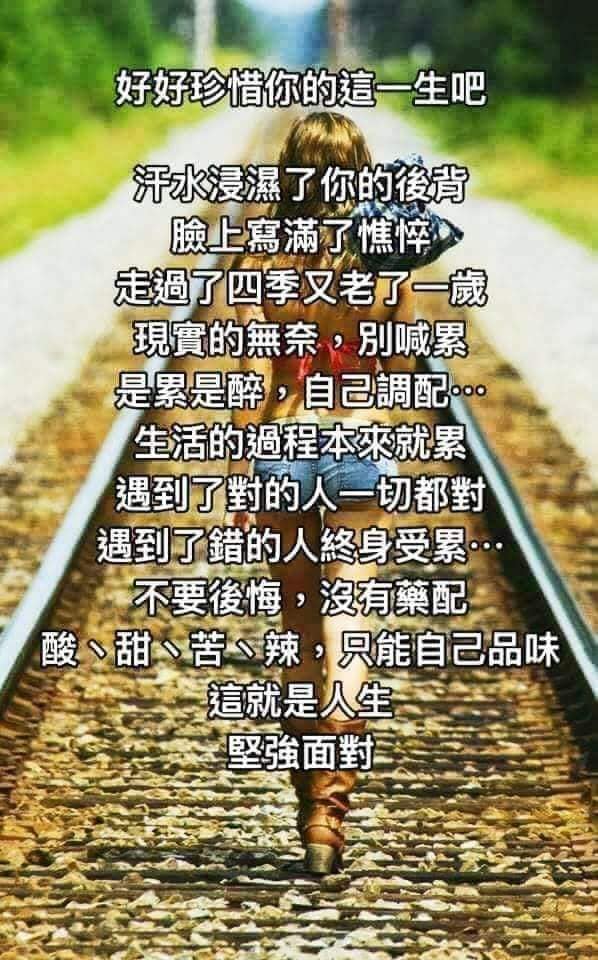 好好珍惜你的這一生吧
汗水浸濕了你的後背
臉上寫滿了憔悴
走過了四季又老了一歲
現實的無奈，別喊累
是累是醉，自己調配…
生活的過程本來就累
遇到了對的人一切都對
遇到了錯的人終身受累…
不要後悔，沒有藥配
酸、甜、苦、辣，只能自己品味
這就是人生
堅強面對